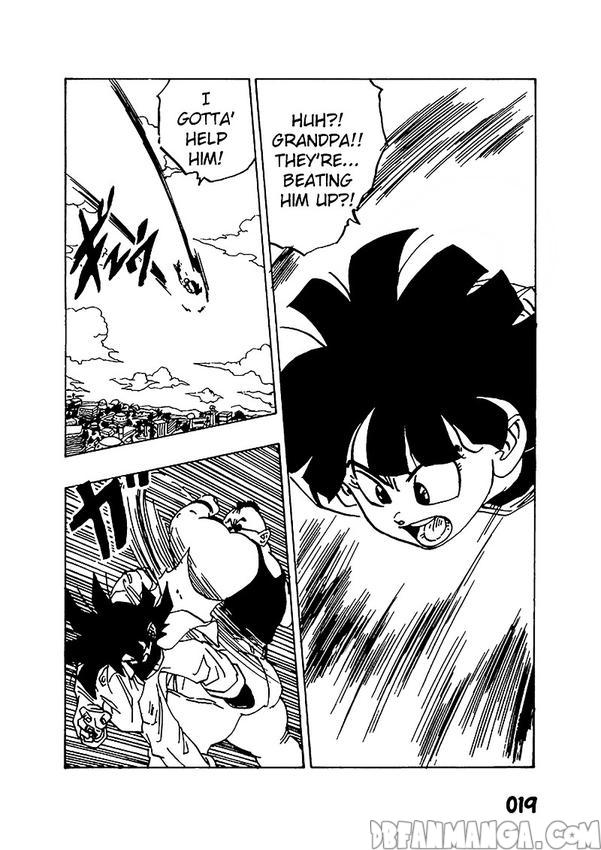 HUH?!
GRANDPA!!
THEY'RE...
BEATING
HIM UP?!
I
GOTTA'
HELP
HIM!
019
DBFANMANGA.COM